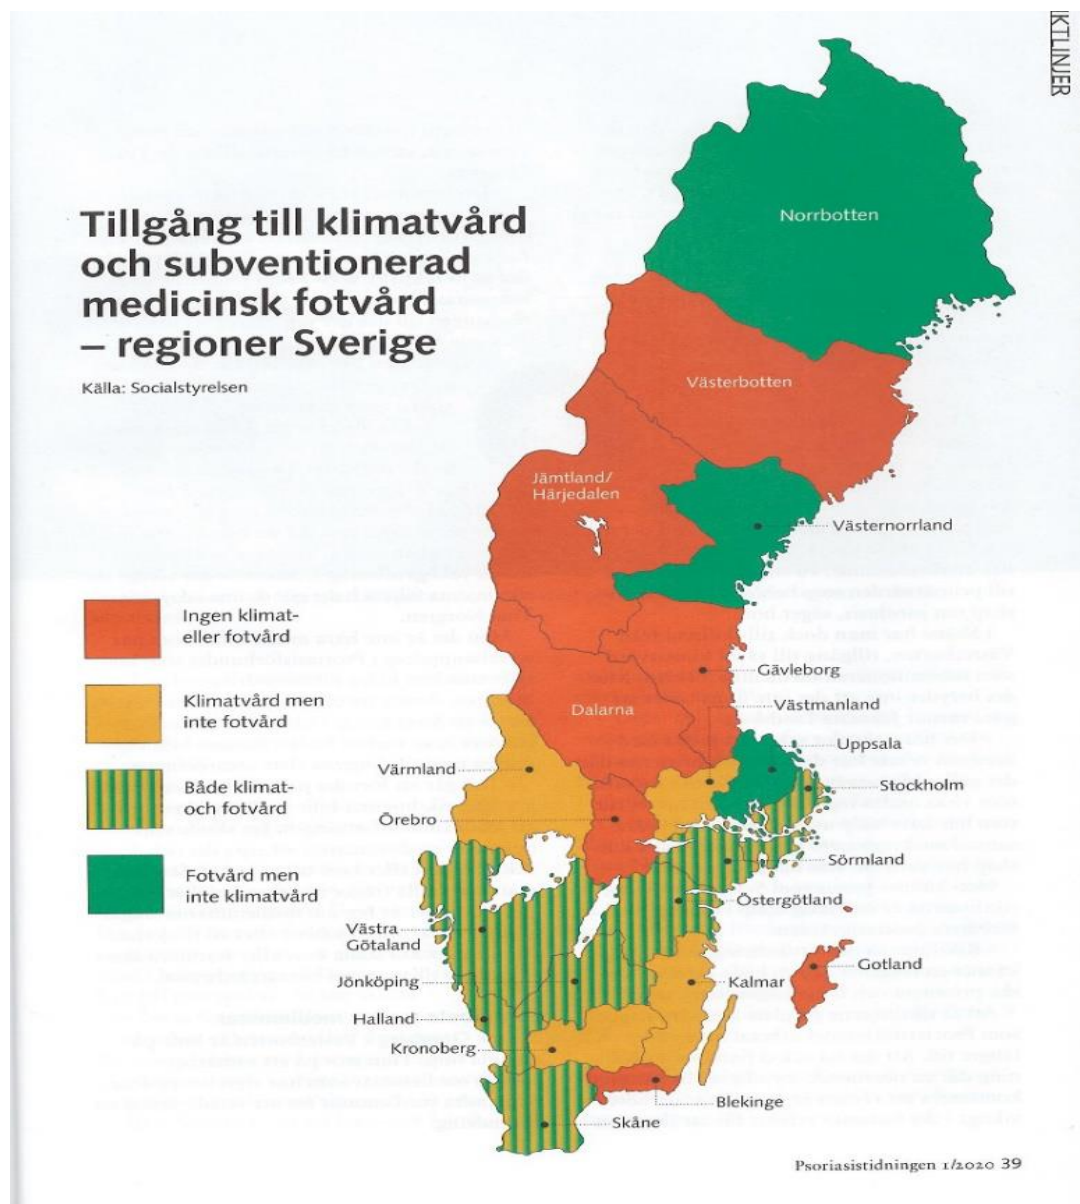 IKTLINJER
Tillgång till klimatvård
och subventionerad
medicinsk fotvård
– regioner Sverige
Källa: Socialstyrelsen
Norrbotten
Västerbotten
Jämtland/
Härjedalen
Västernorrland
Ingen klimat-
eller fotvård
Klimatvård men
inte fotvård
Både klimat-
och fotvård
Fotvård men
inte klimatvård
Gävleborg
Dalarna
Västmanland
Uppsala
Värmland
Stockholm
Örebro
Sörmland
Östergötland
Västra
Götaland
Gotland
Jönköping
Kalmar
Halland
Kronoberg
Blekinge
Skåne
Psoriasistidningen 1/2020 39